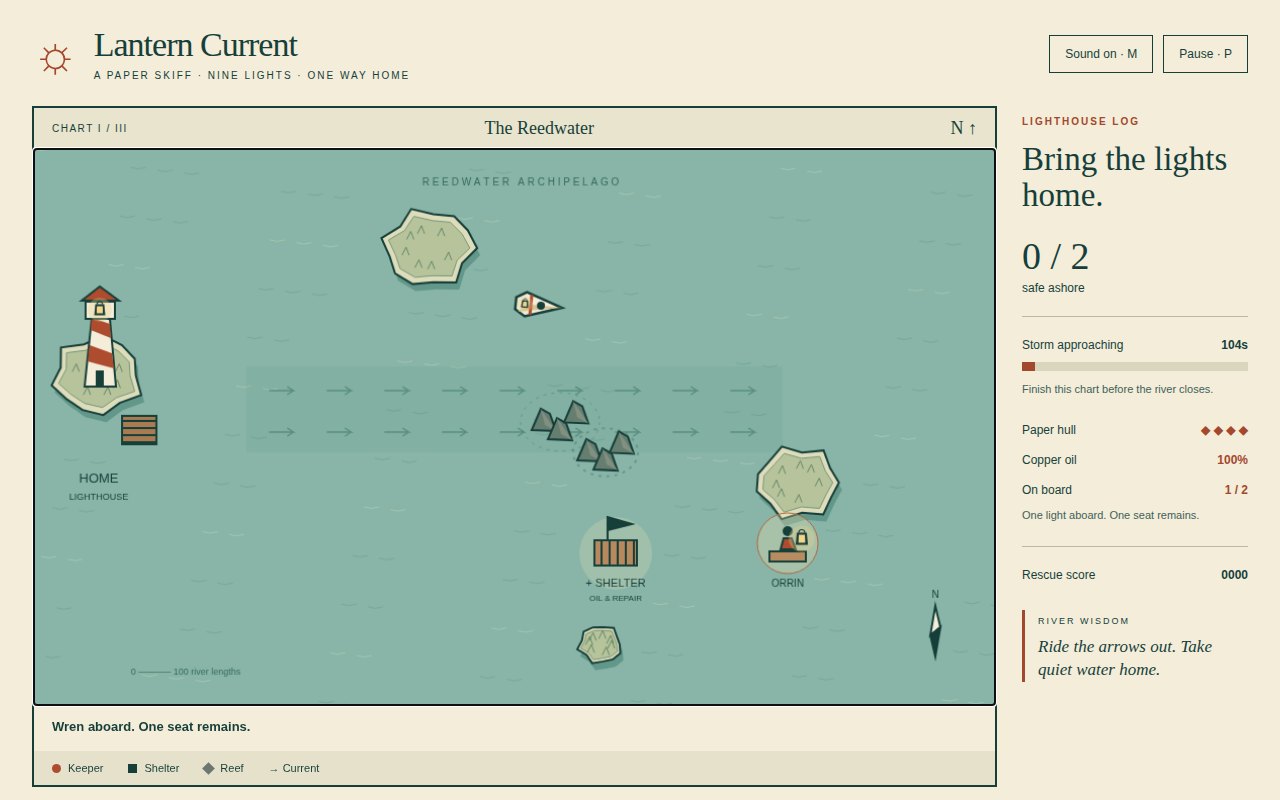 Lantern Current
A PAPER SKIFF · NINE LIGHTS · ONE WAY HOME
Sound on · M
Pause · P
CHART I / III
The Reedwater
N ↑
REEDWATER ARCHIPELAGO
HOME
LIGHTHOUSE
+ SHELTER
OIL & REPAIR
ORRIN
N
0
100 river lengths
Wren aboard. One seat remains.
Keeper
Shelter
Reef
→ Current
LIGHTHOUSE LOG
Bring the lights
home.
0 / 2
safe ashore
Storm approaching 104s
Finish this chart before the river closes.
Paper hull ◆◆◆◆
Copper oil 100%
On board 1 / 2
One light aboard. One seat remains.
Rescue score 0000
RIVER WISDOM
Ride the arrows out. Take
quiet water home.